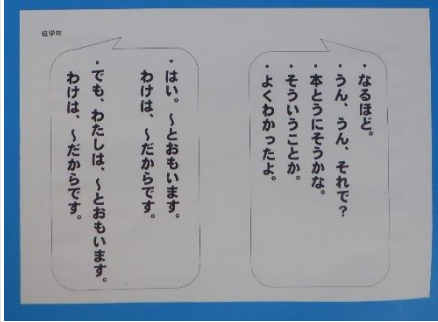 低学年
・なるほど。
・うん、うん、それで？
・本とうにそうかな。
・そういうことか。
・よくわかったよ。
・はい。～とおもいます。
わけは、～だからです。
・でも、わたしは、～とおもいます。
わけは、～だからです。